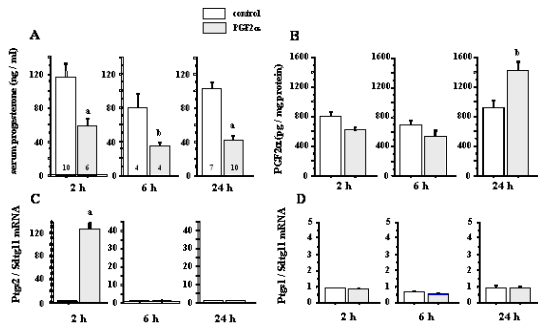 control
PGF2α
A
serum progesterone (ng / ml)
120
80
40
0
10
6
a
2 h
120
80
40
0
4
4
b
6 h
120
80
40
0
7
10
a
24 h
B
PGF2α(pg / mg protein)
1600
1200
800
400
0
2 h
1600
1200
800
400
0
6 h
1600
1200
800
400
0
b
24 h
C
Ptgs2 / Sdtg11 mRNA
120
80
40
0
a
2 h
40
30
20
10
0
6 h
40
30
20
10
0
24 h
D
Ptgs1 / Sdtg11 mRNA
5
4
3
2
1
0
2 h
5
4
3
2
1
0
6 h
5
4
3
2
1
0
24 h